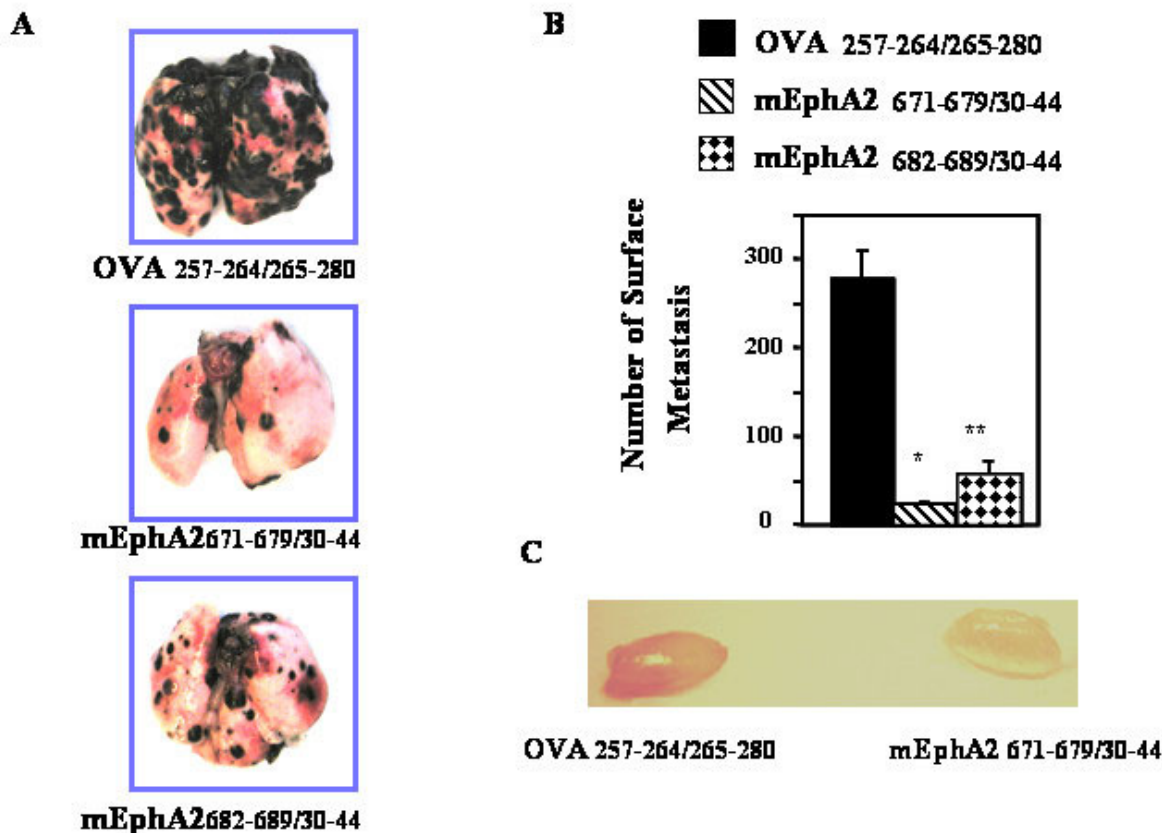 A
OVA 257-264/265-280
mEphA2671-679/30-44
mEphA2682-689/30-44
B
OVA 257-264/265-280
mEphA2 671-679/30-44
mEphA2 682-689/30-44
Number of Surface
Metastasis
300
200
100
0
*
**
C
OVA 257-264/265-280
mEphA2 671-679/30-44